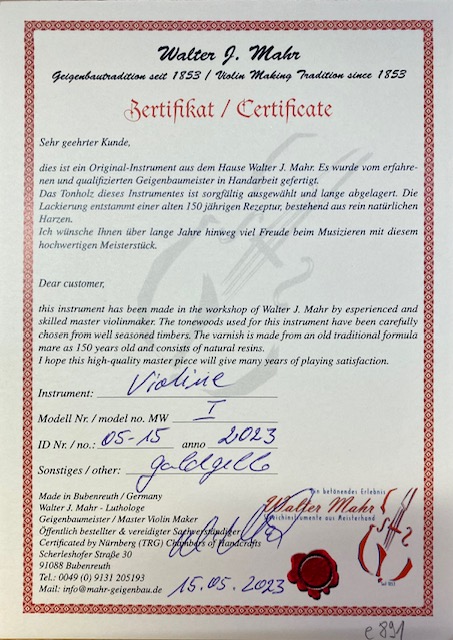 Walter J. Mahr
Geigenbautradition seit 1853 / Violin Making Tradition since 1853
Zertifikat / Certificate
Sehr geehrter Kunde,
dies ist ein Original-Instrument aus dem Hause Walter J. Mahr. Es wurde vom erfahre-
nen und qualifizierten Geigenbaumeister in Handarbeit gefertigt.
Das Tonholz dieses Instrumentes ist sorgfältig ausgewählt und lange abgelagert. Die
Lackierung entstammt einer alten 150 jährigen Rezeptur, bestehend aus rein natürlichen
Harzen.
Ich wünsche Ihnen über lange Jahre hinweg viel Freude beim Musizieren mit diesem
hochwertigen Meisterstück.
Dear customer,
this instrument has been made in the workshop of Walter J. Mahr by esperienced and
skilled master violinmaker. The tonewoods used for this instrument have been carefully
chosen from well seasoned timbers. The varnish is made from an old traditional formula
mare as 150 years old and consists of natural resins.
I hope this high-quality master piece will give many years of playing satisfaction.
Instrument: Violine
Modell Nr. / model no. MW I
ID Nr. / no.: 05-15 anno 2023
Sonstiges / other: goldgelb
Made in Bubenreuth / Germany
Walter J. Mahr - Luthologe
Geigenbaumeister / Master Violin Maker
Öffentlich bestellter & vereidigter Sachverständiger
Certificated by Nürnberg (TRG) Chambers of Handcrafts
Scherleshofer Straße 30
91088 Bubenreuth
Tel.: 0049 (0) 9131 205193
Mail: info@mahr-geigenbau.de
15.05.2023
Ein betönendes Erlebnis
Walter Mahr
Streichinstrumente aus Meisterhand
Seit 1853
e 891